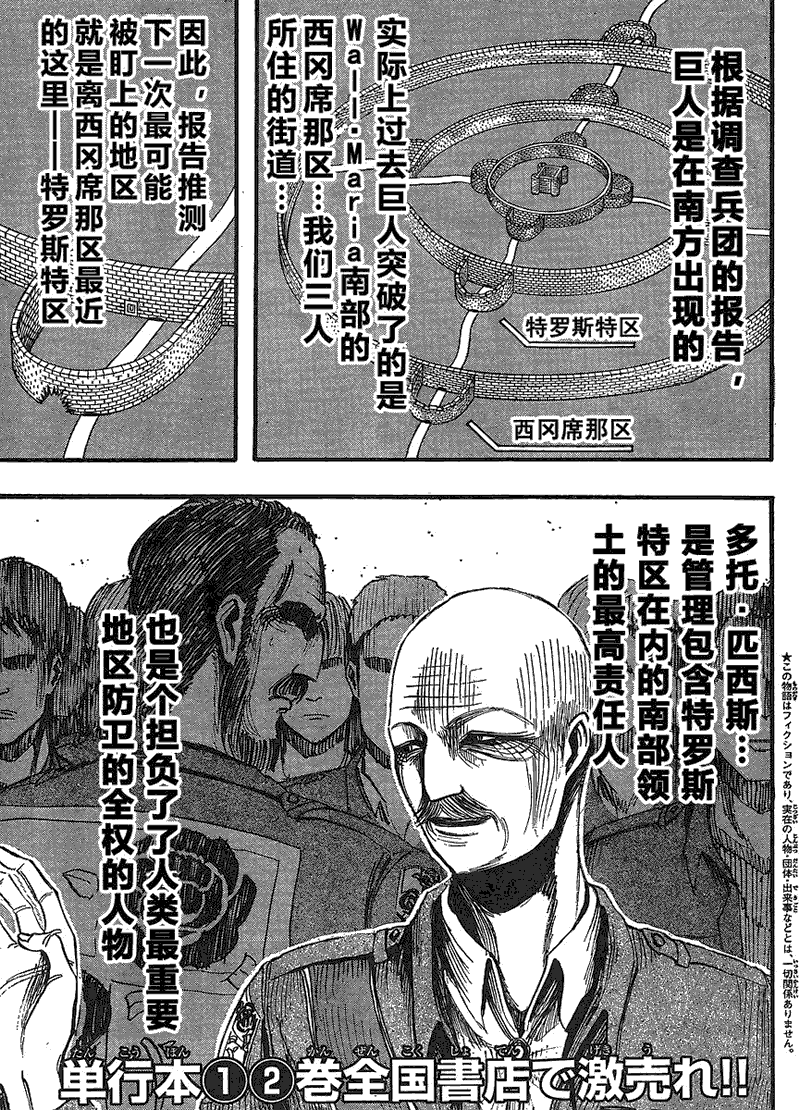 根据调查兵团的报告，
巨人是在南方出现的
实际上过去巨人突破了的是
Wall·Maria南部的
西冈席那区…我们三人
所住的街道…
特罗斯特区
西冈席那区
因此，报告推测
下一次最可能
被盯上的地区
就是离西冈席那区最近
的这里——特罗斯特区
多托·匹西斯…
是管理包含特罗斯
特区在内的南部领
土的最高责任人
也是个担负了了人类最重要
地区防卫的全权的人物
★この物語はフィクションであり、実在の人物・団体・出来事などとは、一切関係ありません。
単行本①②巻全国書店で激売れ!!